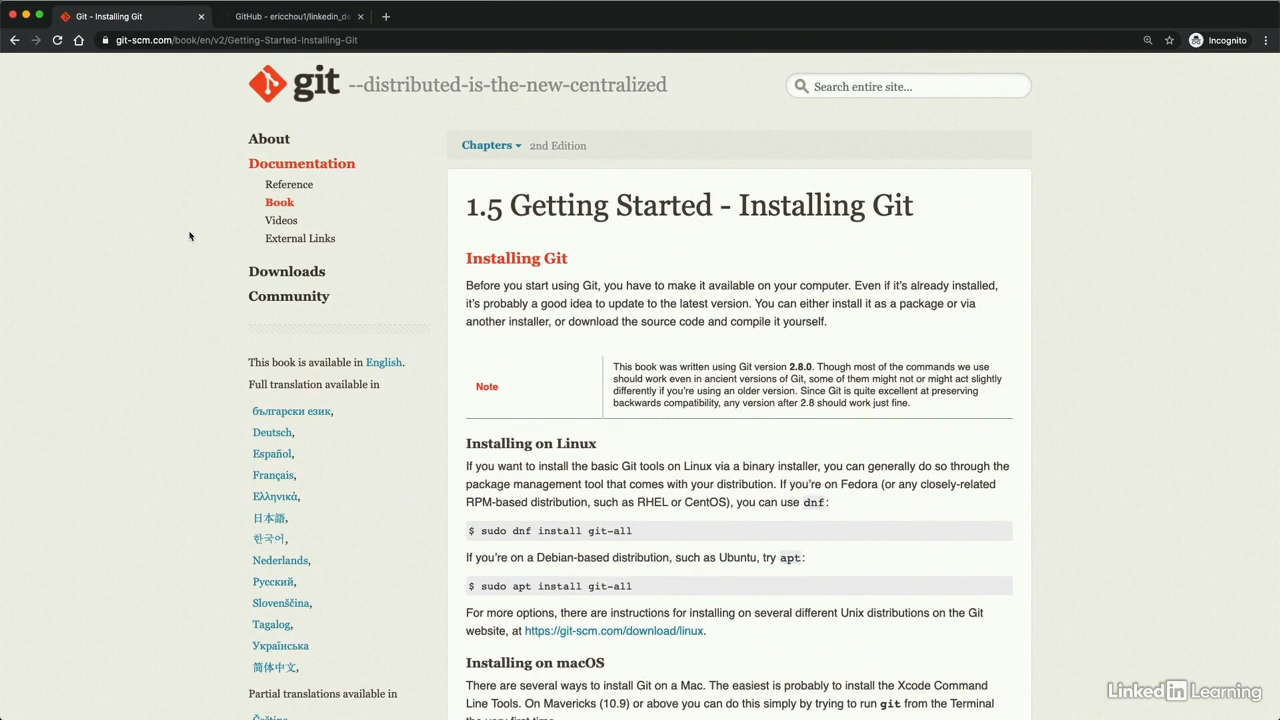 Git - Installing Git
GitHub - ericchou1/linkedin_de
git-scm.com/book/en/v2/Getting-Started-Installing-Git
Incognito
git --distributed-is-the-new-centralized
Search entire site...
About
Documentation
Reference
Book
Videos
External Links
Downloads
Community
This book is available in English.
Full translation available in
български език,
Deutsch,
Español,
Français,
Ελληνικά,
日本語,
한국어,
Nederlands,
Русский,
Slovenščina,
Tagalog,
Українська
简体中文,
Partial translations available in
Chapters 2nd Edition
1.5 Getting Started - Installing Git
Installing Git
Before you start using Git, you have to make it available on your computer. Even if it's already installed,
it's probably a good idea to update to the latest version. You can either install it as a package or via
another installer, or download the source code and compile it yourself.
Note
This book was written using Git version 2.8.0. Though most of the commands we use
should work even in ancient versions of Git, some of them might not or might act slightly
differently if you're using an older version. Since Git is quite excellent at preserving
backwards compatibility, any version after 2.8 should work just fine.
Installing on Linux
If you want to install the basic Git tools on Linux via a binary installer, you can generally do so through the
package management tool that comes with your distribution. If you're on Fedora (or any closely-related
RPM-based distribution, such as RHEL or CentOS), you can use dnf:
$ sudo dnf install git-all
If you're on a Debian-based distribution, such as Ubuntu, try apt:
$ sudo apt install git-all
For more options, there are instructions for installing on several different Unix distributions on the Git
website, at https://git-scm.com/download/linux.
Installing on macOS
There are several ways to install Git on a Mac. The easiest is probably to install the Xcode Command
Line Tools. On Mavericks (10.9) or above you can do this simply by trying to run git from the Terminal
LinkedIn Learning